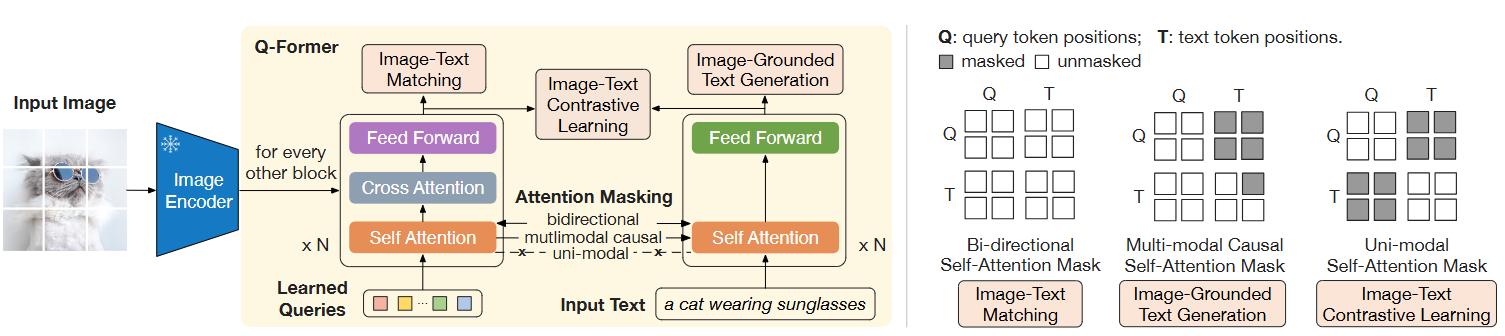 Q-Former
Input Image
Image
Encoder
for every
other block
Image-Text
Matching
Image-Text
Contrastive
Learning
Image-Grounded
Text Generation
Feed Forward
Cross Attention
Self Attention
x N
Attention Masking
bidirectional
mutlimodal causal
uni-modal
x x
Feed Forward
Self Attention
x N
Learned
Queries
...
Input Text
a cat wearing sunglasses
Q: query token positions; T: text token positions.
masked unmasked
Q T
Q
T
Bi-directional
Self-Attention Mask
Image-Text
Matching
Q T
Q
T
Multi-modal Causal
Self-Attention Mask
Image-Grounded
Text Generation
Q T
Q
T
Uni-modal
Self-Attention Mask
Image-Text
Contrastive Learning